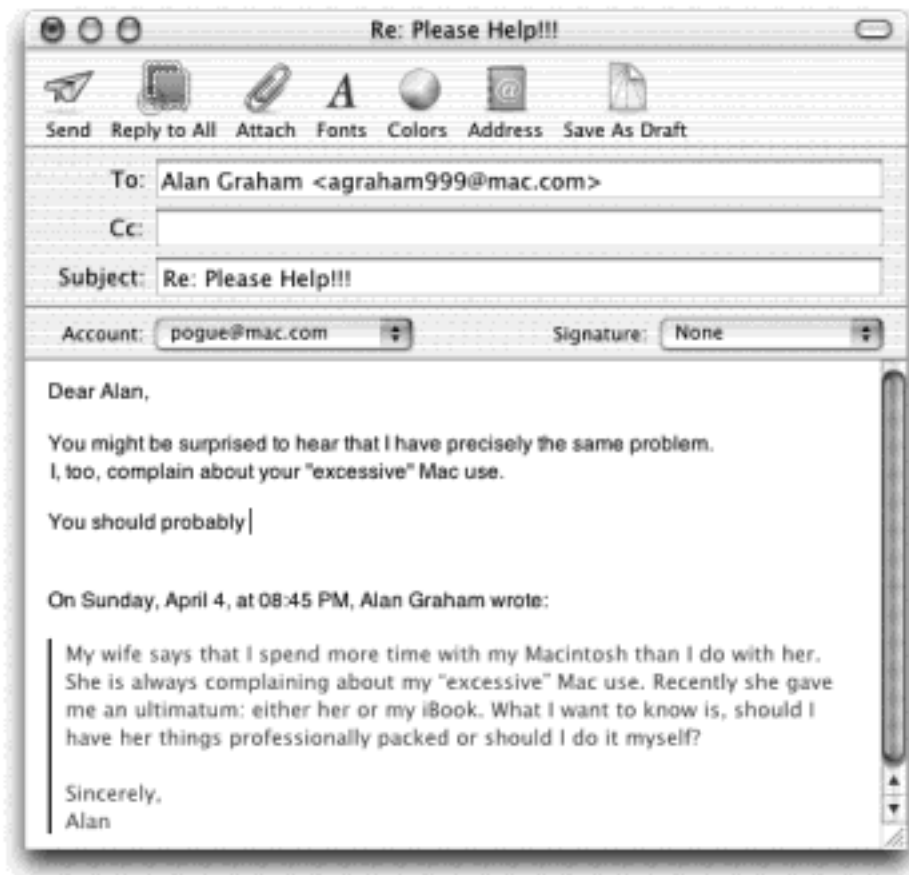 Re: Please Help!!!
Send Reply to All Attach Fonts Colors Address Save As Draft
To: Alan Graham <agraham999@mac.com>
Cc:
Subject: Re: Please Help!!!
Account: pogue@mac.com Signature: None
Dear Alan,
You might be surprised to hear that I have precisely the same problem.
I, too, complain about your "excessive" Mac use.
You should probably
On Sunday, April 4, at 08:45 PM, Alan Graham wrote:
My wife says that I spend more time with my Macintosh than I do with her.
She is always complaining about my “excessive” Mac use. Recently she gave
me an ultimatum: either her or my iBook. What I want to know is, should I
have her things professionally packed or should I do it myself?
Sincerely,
Alan